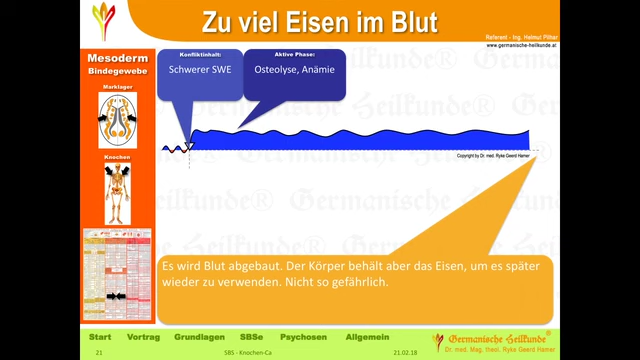 Zu viel Eisen im Blut
Referent - Ing. Helmut Pilhar
www.germanische-heilkunde.at
Mesoderm
Bindegewebe
Marklager
Knochen
Konfliktinhalt:
Schwerer SWE
Aktive Phase:
Osteolyse, Anämie
Germanische Heilkunde®
Copyright by Dr. med. Ryke Geerd Hamer
Es wird Blut abgebaut. Der Körper behält aber das Eisen, um es später
wieder zu verwenden. Nicht so gefährlich.
Start Vortrag Grundlagen SBSe Psychosen Allgemein
21 SBS - Knochen-Ca 21.02.18
Germanische Heilkunde®
Dr. med. Mag. theol. Ryke Geerd Hamer